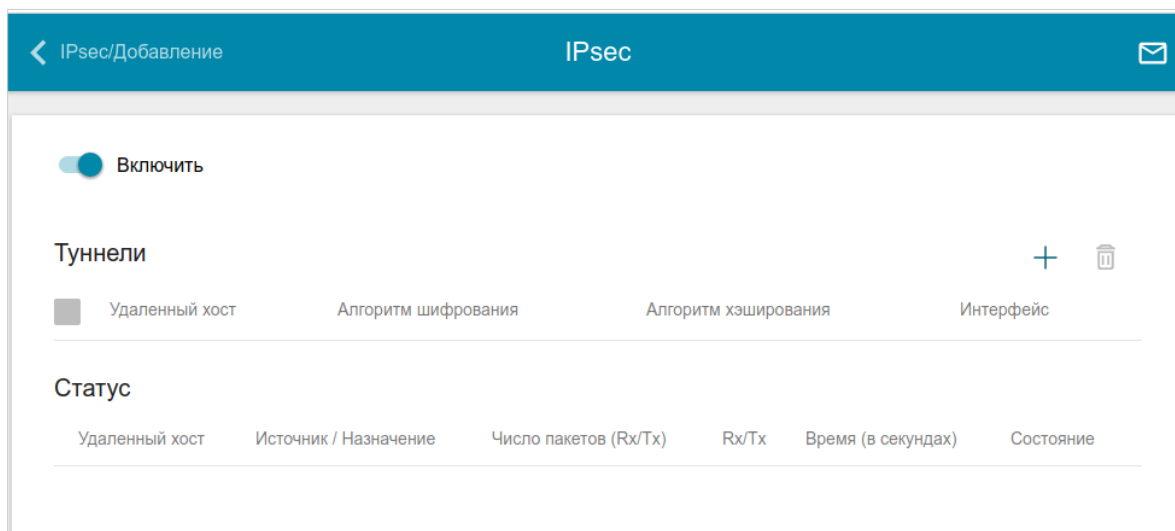 IPsec/Добавление
IPsec
Включить
Туннели
Удаленный хост Алгоритм шифрования Алгоритм хэширования Интерфейс
Статус
Удаленный хост Источник / Назначение Число пакетов (Rx/Tx) Rx/Tx Время (в секундах) Состояние